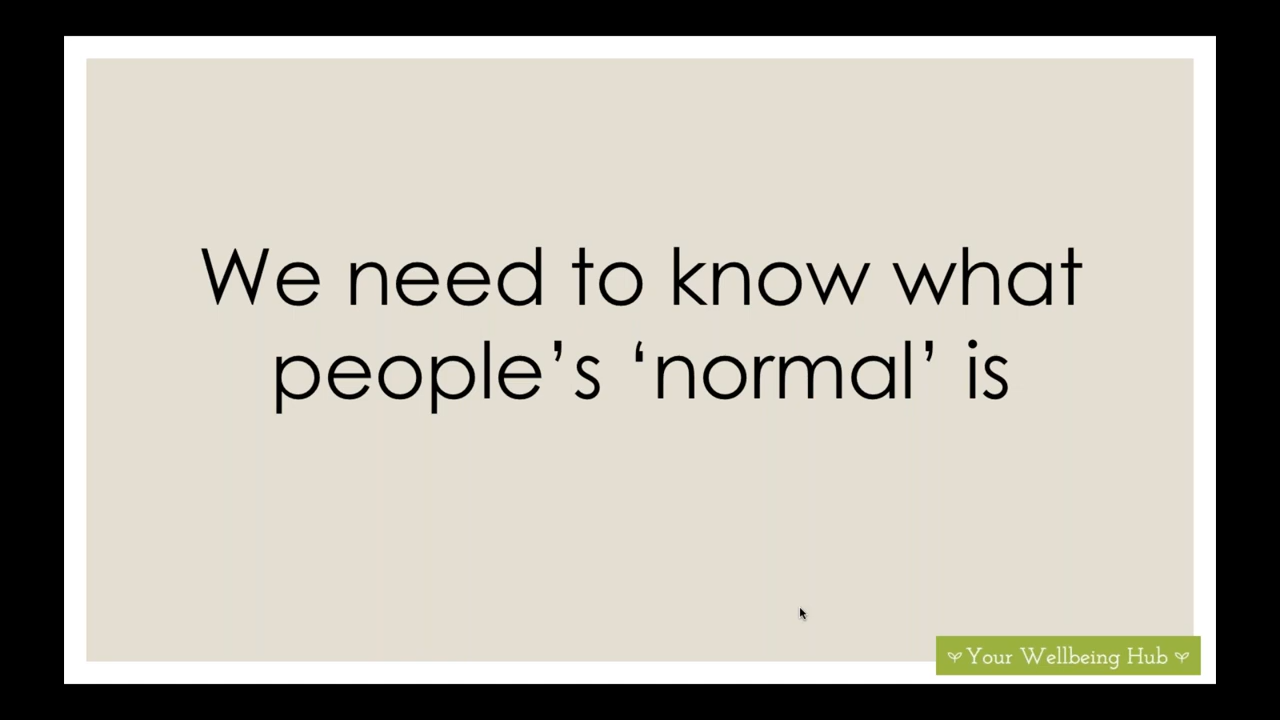 We need to know what
people’s ‘normal’ is
Your Wellbeing Hub